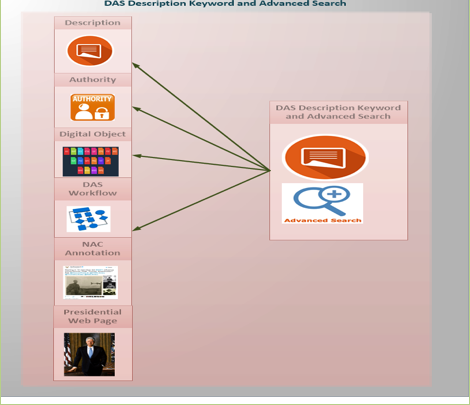 DAS Description Keyword and Advanced Search
Description
Authority
AUTHORITY
Digital Object
DAS
Workflow
NAC
Annotation
Presidential
Web Page
DAS Description Keyword
and Advanced Search
Advanced Search